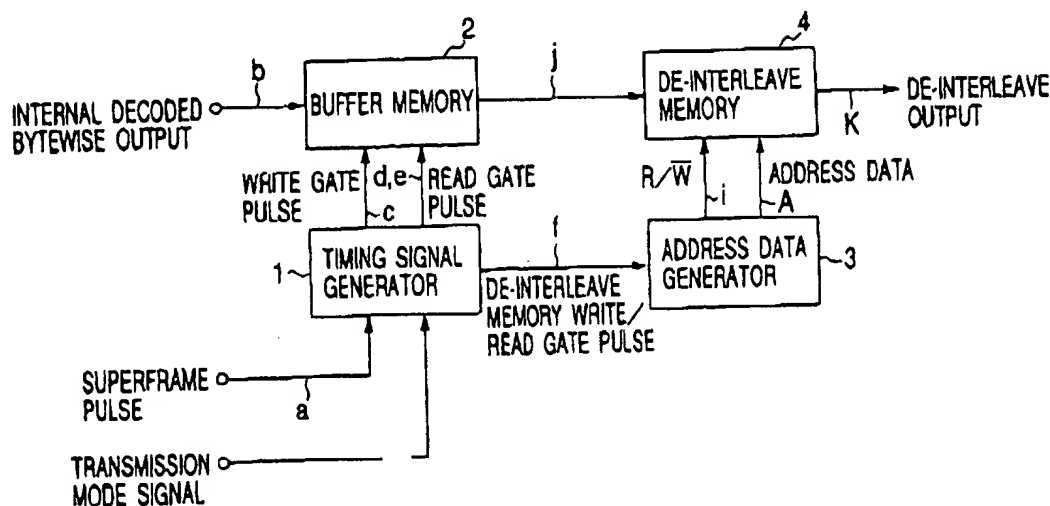 2
4
b
j
INTERNAL DECODED
BYTEWISE OUTPUT
BUFFER MEMORY
DE-INTERLEAVE
MEMORY
K
DE-INTERLEAVE
OUTPUT
WRITE GATE
PULSE
c
d,e
READ GATE
PULSE
R/W̅
i
ADDRESS DATA
A
1
TIMING SIGNAL
GENERATOR
f
DE-INTERLEAVE
MEMORY WRITE/
READ GATE PULSE
ADDRESS DATA
GENERATOR
3
SUPERFRAME
PULSE
a
TRANSMISSION
MODE SIGNAL